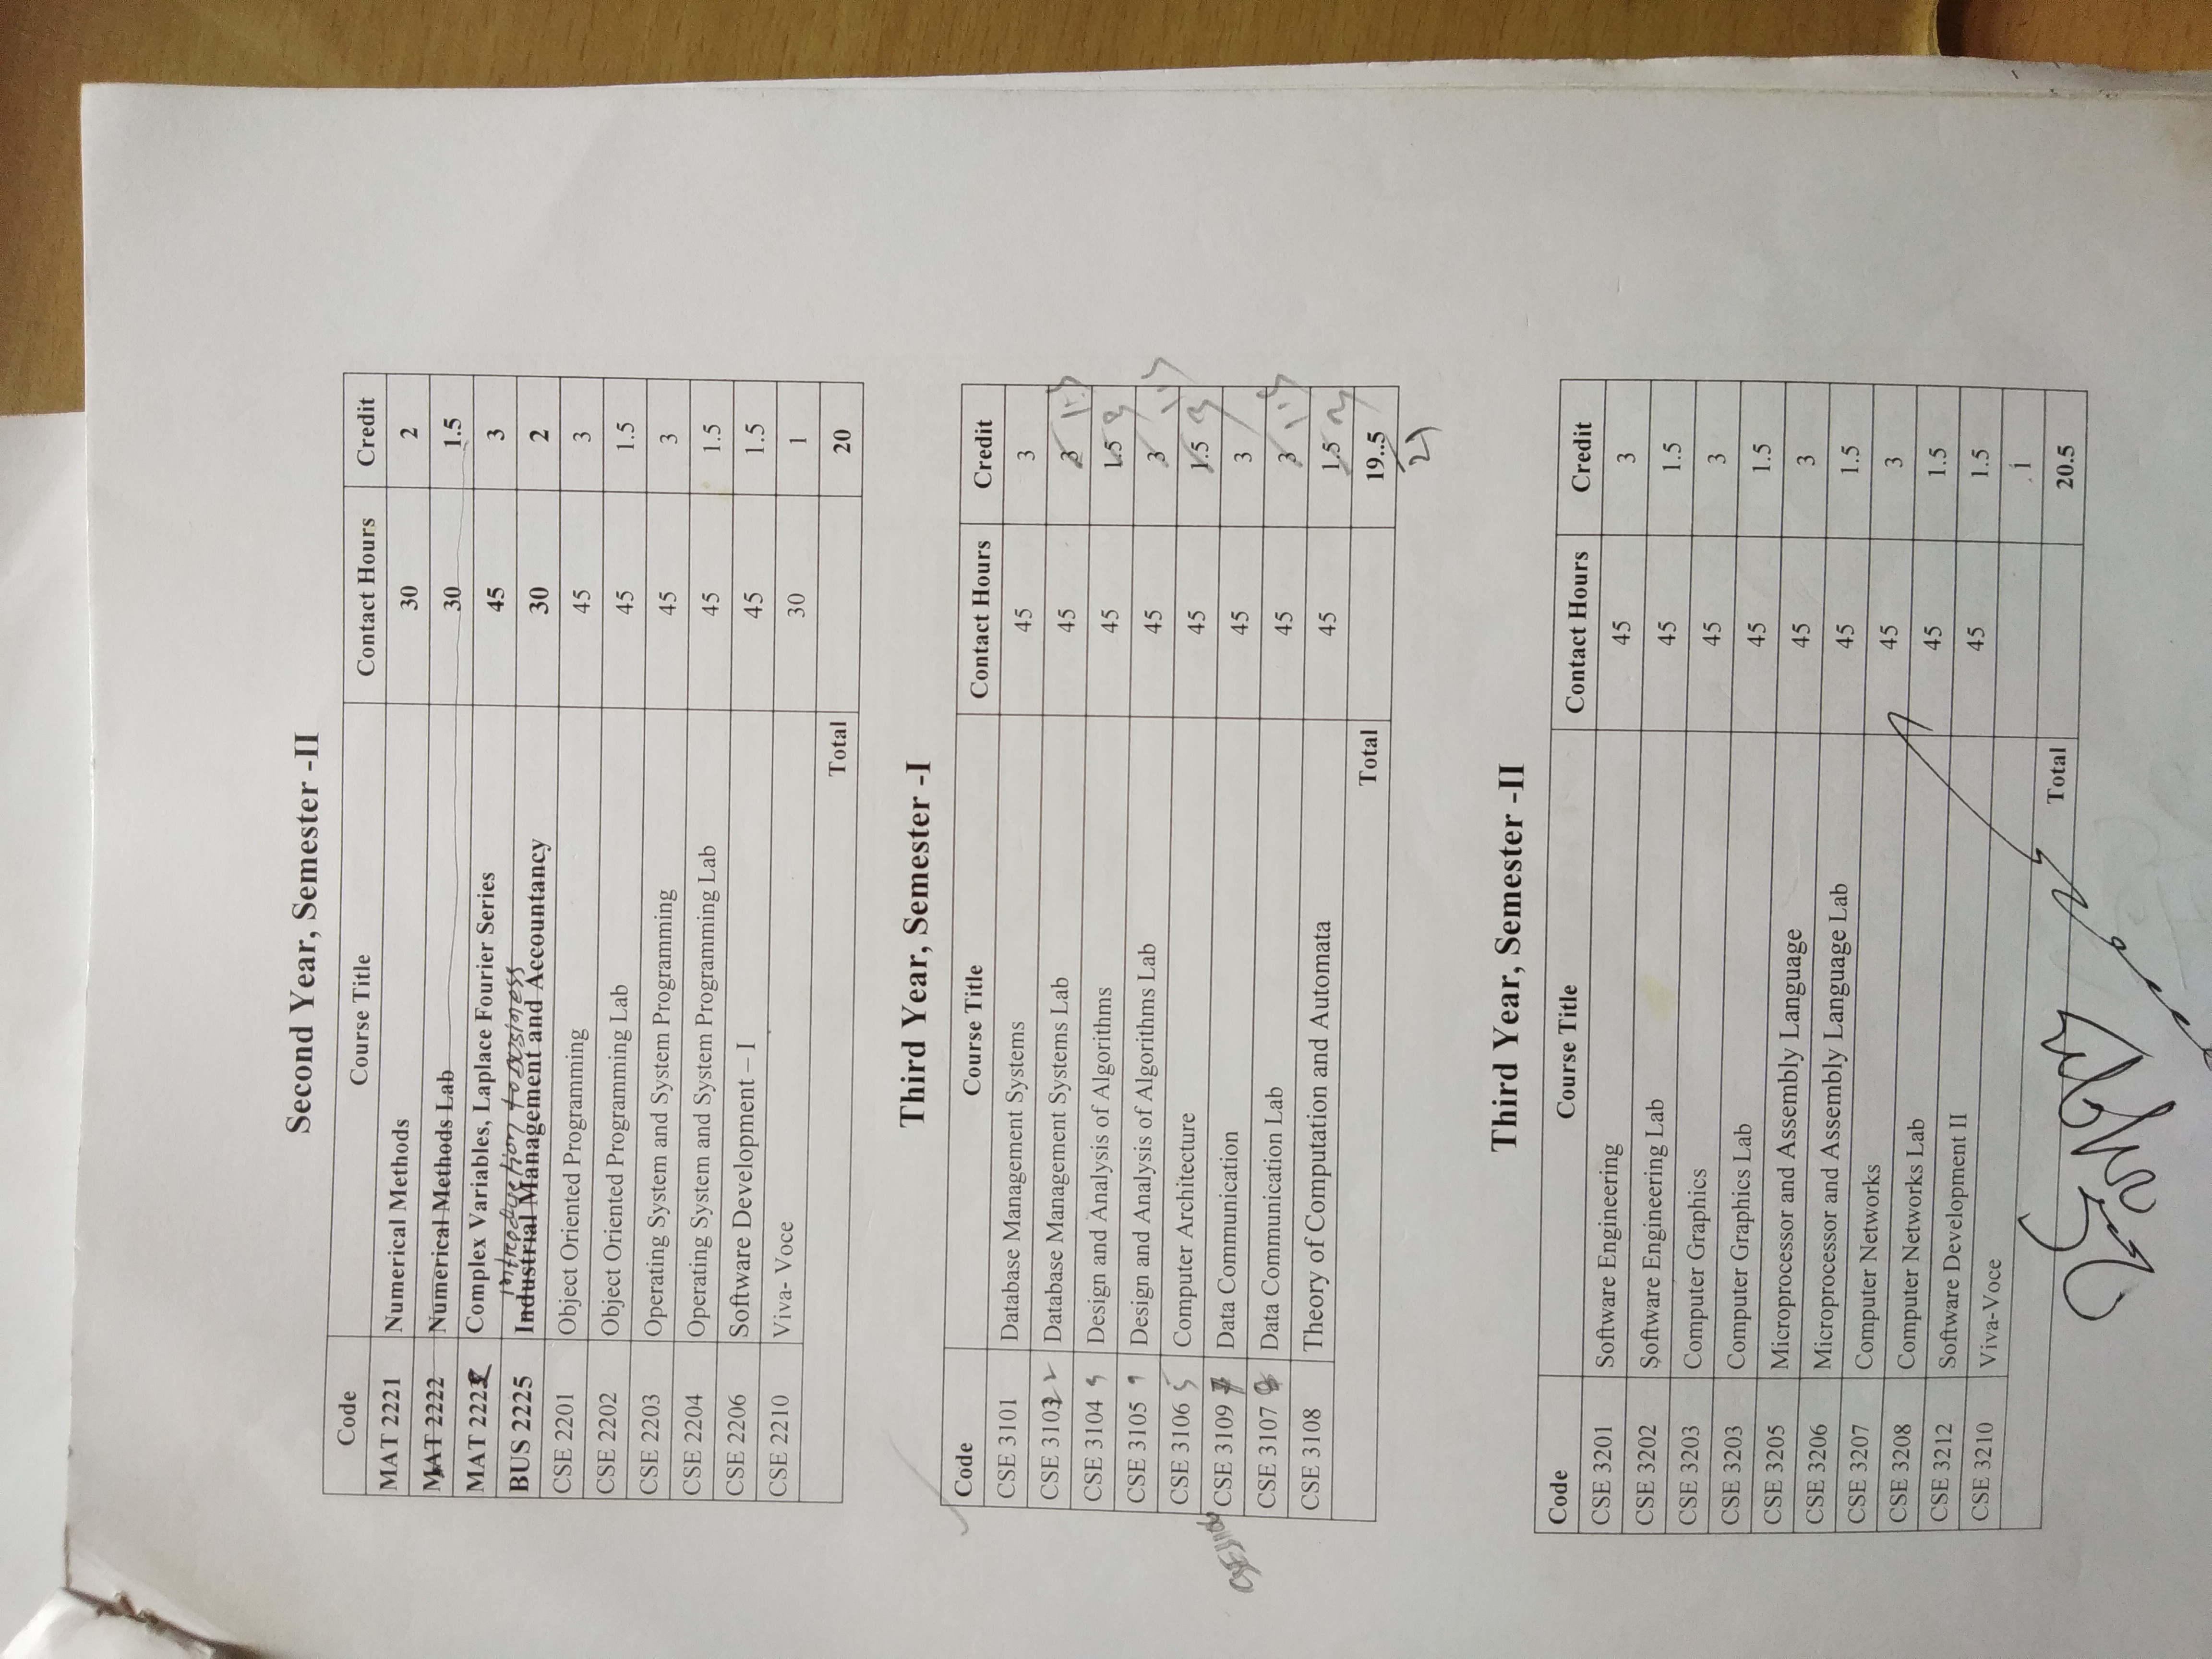 Second Year, Semester -II
Code Course Title Contact Hours Credit
MAT 2221 Numerical Methods 30 2
MAT 2222 Numerical Methods Lab 30 1.5
MAT 222 Complex Variables, Laplace Fourier Series 45 3
introduction to business
BUS 2225 Industrial Management and Accountancy 30 2
CSE 2201 Object Oriented Programming 45 3
CSE 2202 Object Oriented Programming Lab 45 1.5
CSE 2203 Operating System and System Programming 45 3
CSE 2204 Operating System and System Programming Lab 45 1.5
CSE 2206 Software Development – I 45 1.5
CSE 2210 Viva- Voce 30 1
Total 20
Third Year, Semester -I
Code Course Title Contact Hours Credit
CSE 3101 Database Management Systems 45 3
CSE 3103 2 Database Management Systems Lab 45 3 1.5
CSE 3104 3 Design and Analysis of Algorithms 45 1.5 3
CSE 3105 Design and Analysis of Algorithms Lab 45 3 1.5
CSE 3106 5 Computer Architecture 45 1.5 3
CSE 3109 7 Data Communication 45 3
CSE 3107 8 Data Communication Lab 45 3 1.5
CSE 3108 Theory of Computation and Automata 45 1.5 3
Total 19..5
21
Third Year, Semester -II
Code Course Title Contact Hours Credit
CSE 3201 Software Engineering 45 3
CSE 3202 Software Engineering Lab 45 1.5
CSE 3203 Computer Graphics 45 3
CSE 3203 Computer Graphics Lab 45 1.5
CSE 3205 Microprocessor and Assembly Language 45 3
CSE 3206 Microprocessor and Assembly Language Lab 45 1.5
CSE 3207 Computer Networks 45 3
CSE 3208 Computer Networks Lab 45 1.5
CSE 3212 Software Development II 45 1.5
CSE 3210 Viva-Voce 1
Total 20.5